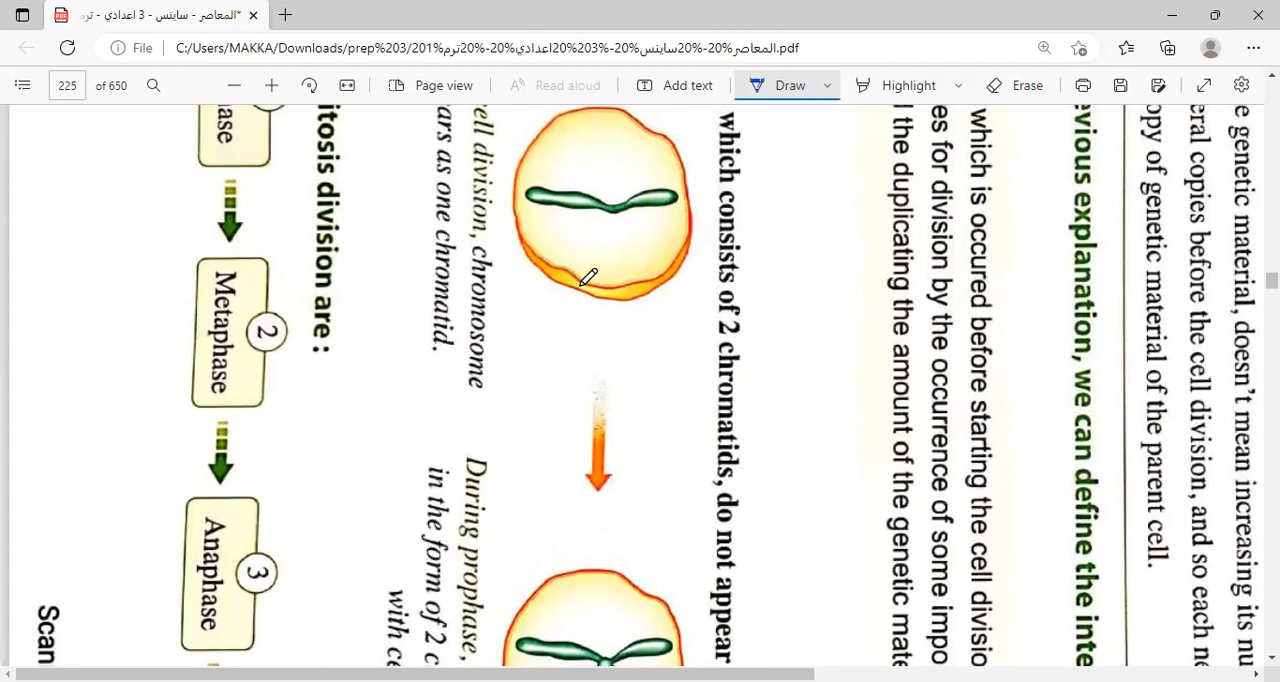 المعاصر - ساينس - 3 اعدادي - تر*
File
C:/Users/MAKKA/Downloads/prep%203/201%المعاصر%20-%20ساينس%20-%203%20اعدادي%20-%20ترم.pdf
225 of 650
Page view
Read aloud
Add text
Draw
Highlight
Erase
e genetic material, doesn't mean increasing its nu
eral copies before the cell division, and so each ne
opy of genetic material of the parent cell.
evious explanation, we can define the inte
which is occured before starting the cell divisio
es for division by the occurrence of some impo
the duplicating the amount of the genetic mate
which consists of 2 chromatids, do not appear
ell division, chromosome
ars as one chromatid.
During prophase,
in the form of 2 c
with ce
itosis division are :
ase
2
Metaphase
3
Anaphase
Scan